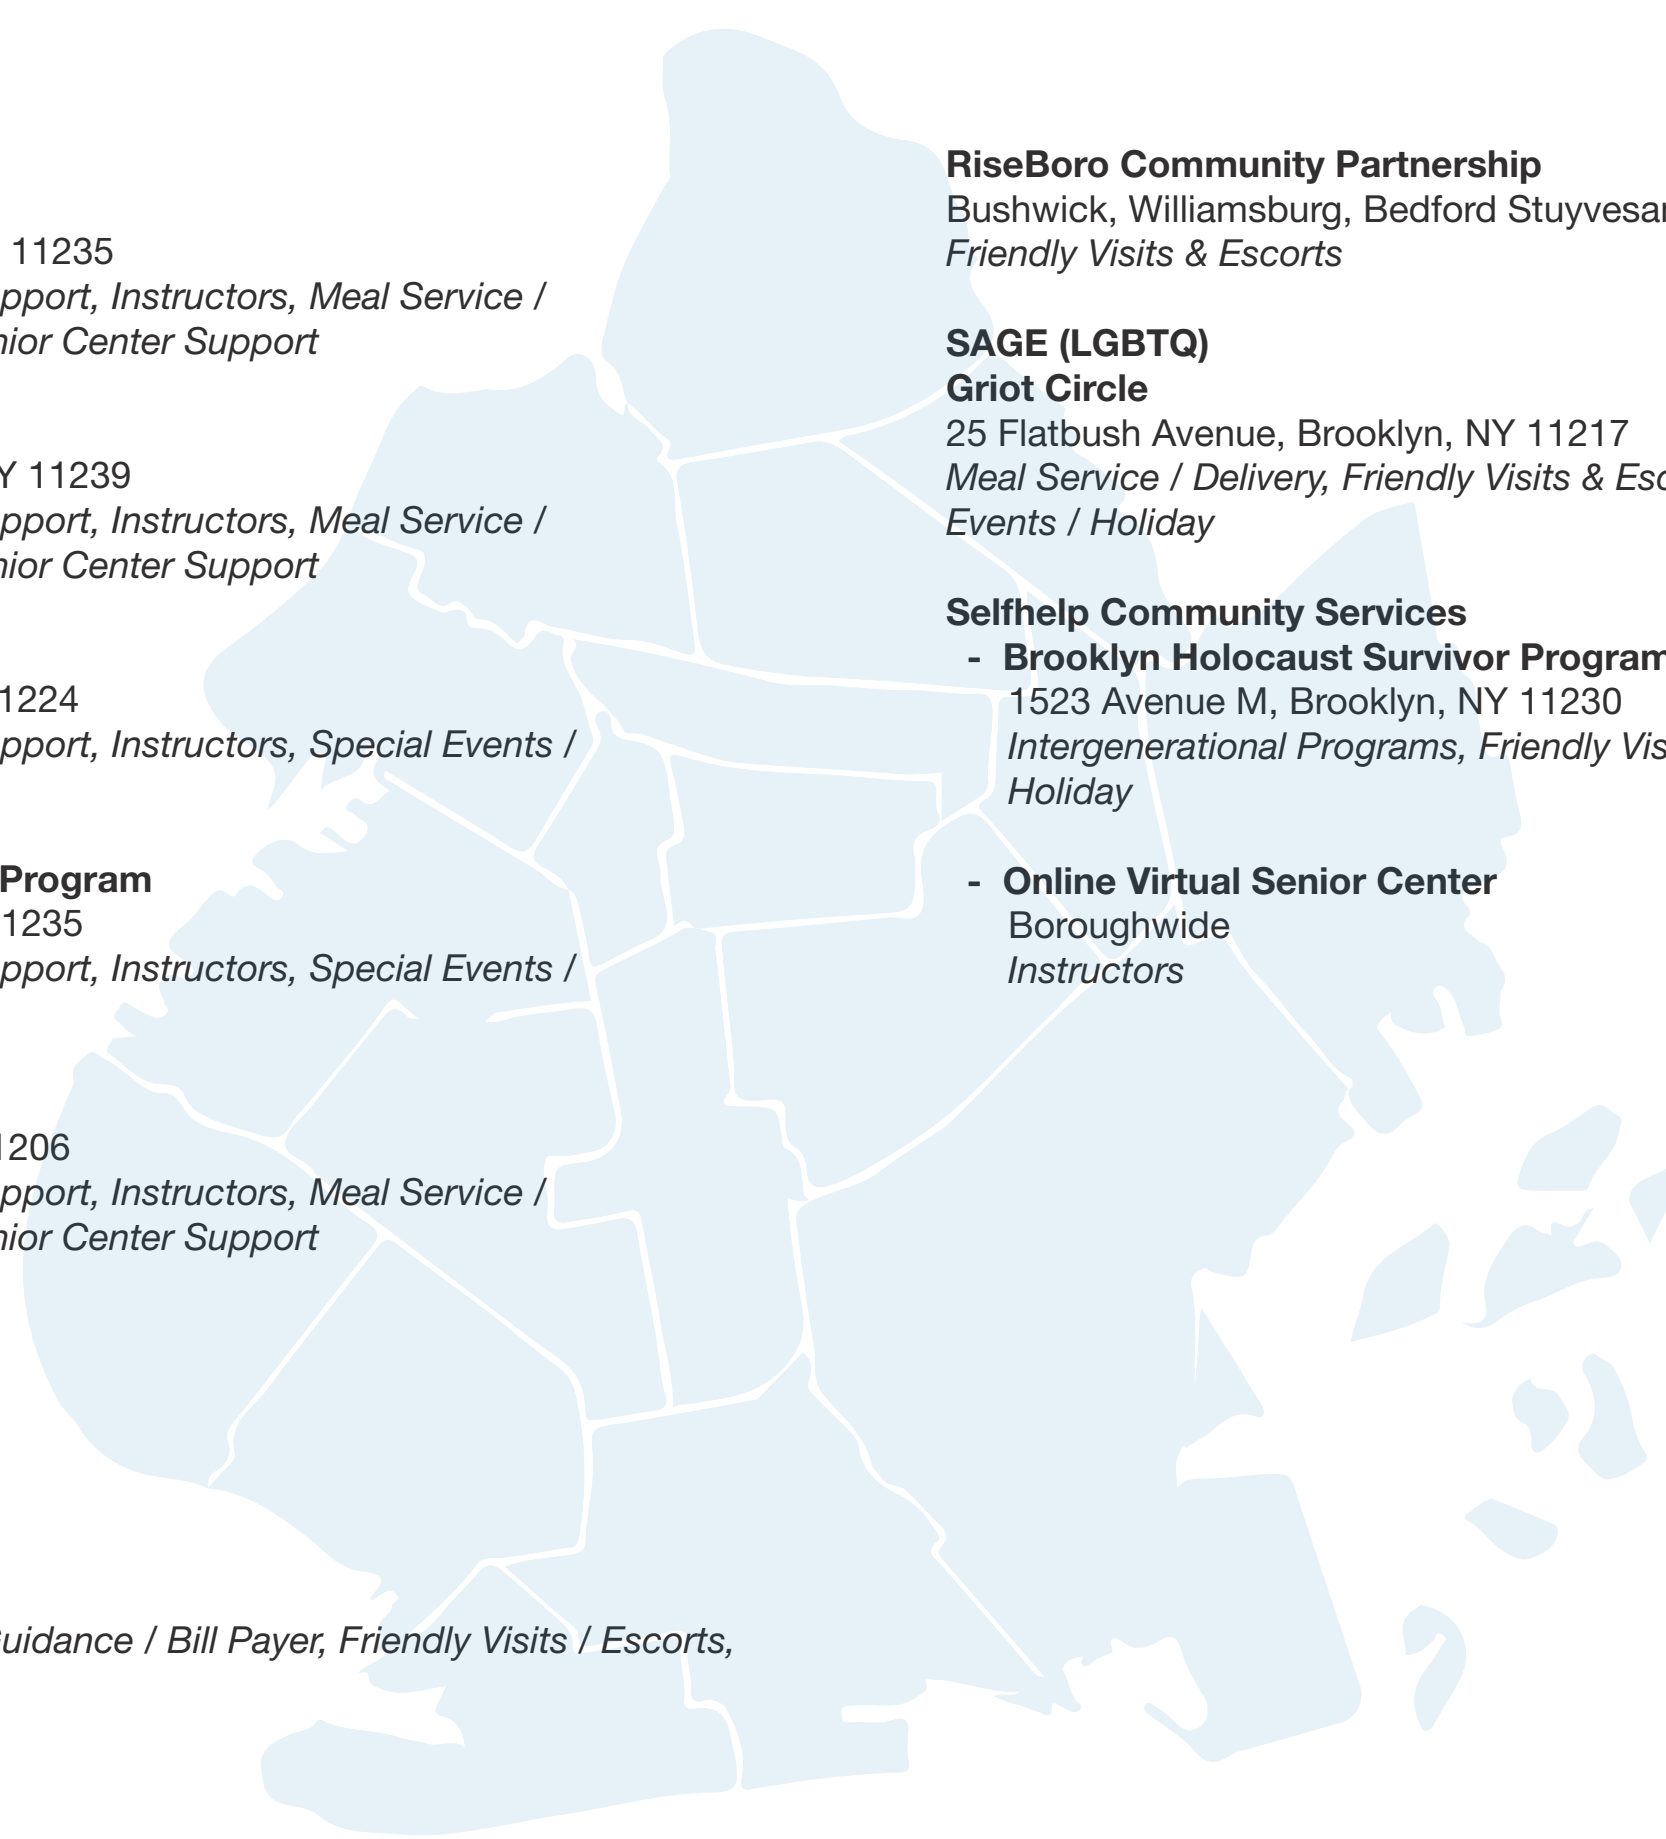 11235
pport, Instructors, Meal Service /
nior Center Support
Y 11239
pport, Instructors, Meal Service /
nior Center Support
1224
pport, Instructors, Special Events /
Program
1235
pport, Instructors, Special Events /
1206
pport, Instructors, Meal Service /
nior Center Support
uidance / Bill Payer, Friendly Visits / Escorts,
RiseBoro Community Partnership
Bushwick, Williamsburg, Bedford Stuyvesan
Friendly Visits & Escorts
SAGE (LGBTQ)
Griot Circle
25 Flatbush Avenue, Brooklyn, NY 11217
Meal Service / Delivery, Friendly Visits & Esc
Events / Holiday
Selfhelp Community Services
- Brooklyn Holocaust Survivor Program
1523 Avenue M, Brooklyn, NY 11230
Intergenerational Programs, Friendly Vis
Holiday
- Online Virtual Senior Center
Boroughwide
Instructors